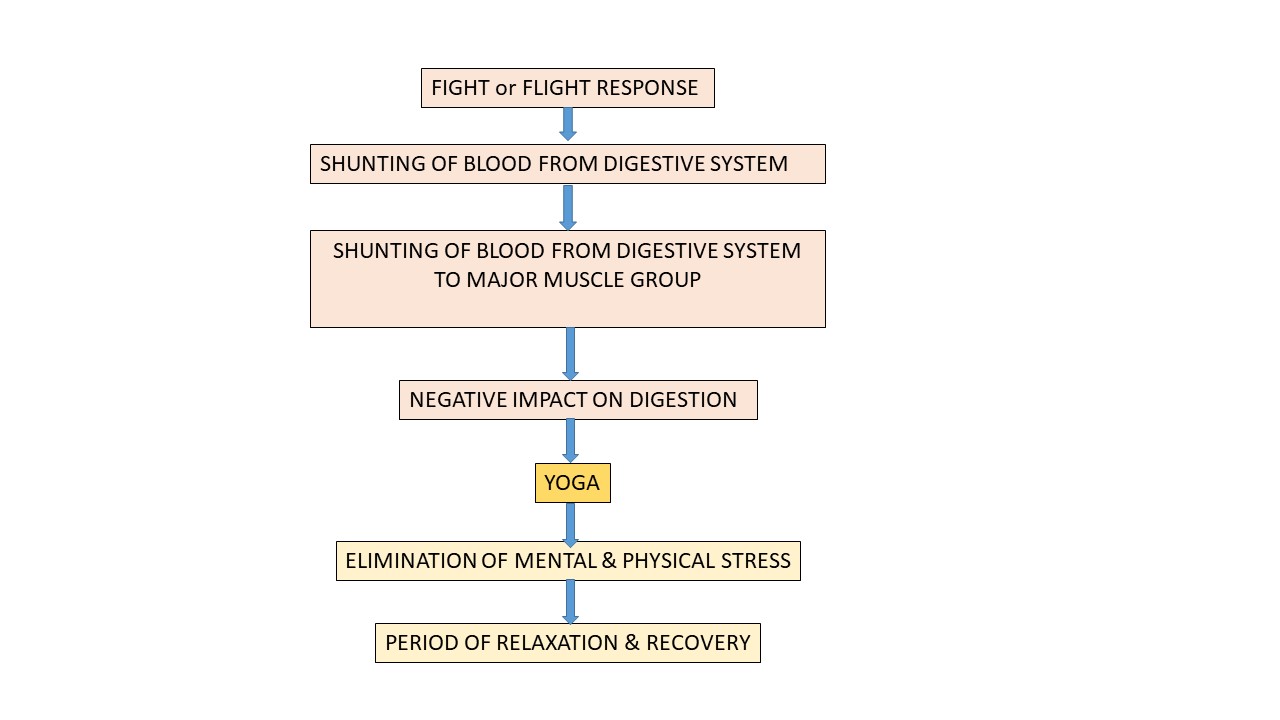 FIGHT or FLIGHT RESPONSE
SHUNTING OF BLOOD FROM DIGESTIVE SYSTEM
SHUNTING OF BLOOD FROM DIGESTIVE SYSTEM
TO MAJOR MUSCLE GROUP
NEGATIVE IMPACT ON DIGESTION
YOGA
ELIMINATION OF MENTAL & PHYSICAL STRESS
PERIOD OF RELAXATION & RECOVERY